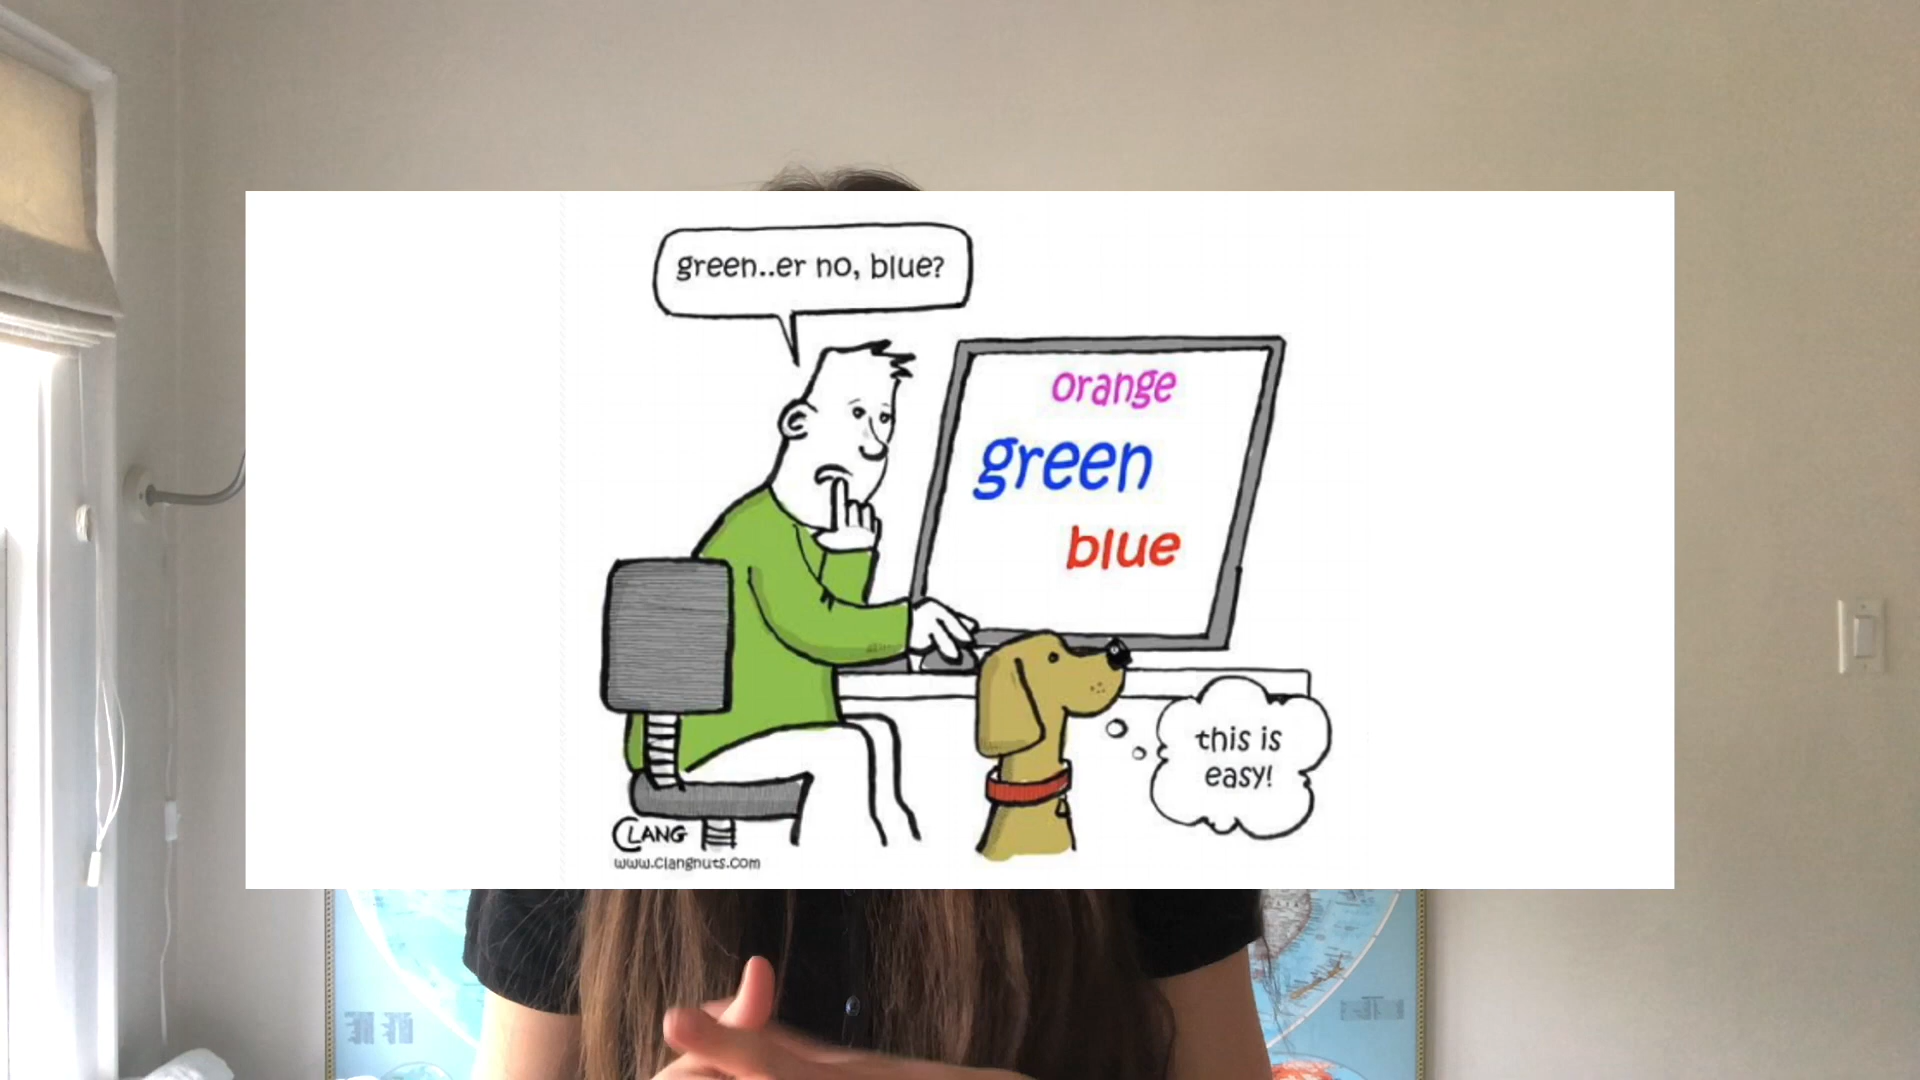 green..er no, blue?
orange
green
blue
this is
easy!
CLANG
www.clangnuts.com